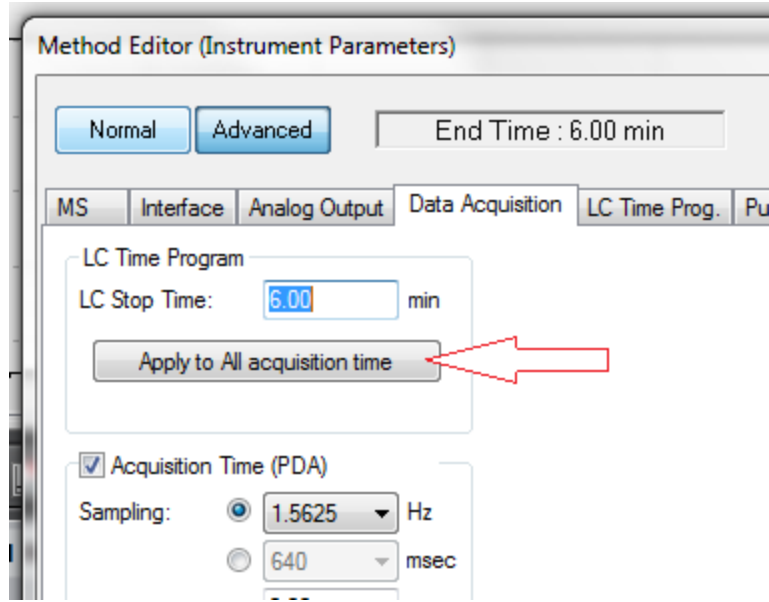 Method Editor (Instrument Parameters)
Normal Advanced End Time : 6.00 min
MS Interface Analog Output Data Acquisition LC Time Prog.
LC Time Program
LC Stop Time: 6.00 min
Apply to All acquisition time
Acquisition Time (PDA)
Sampling: 1.5625 Hz
640 msec